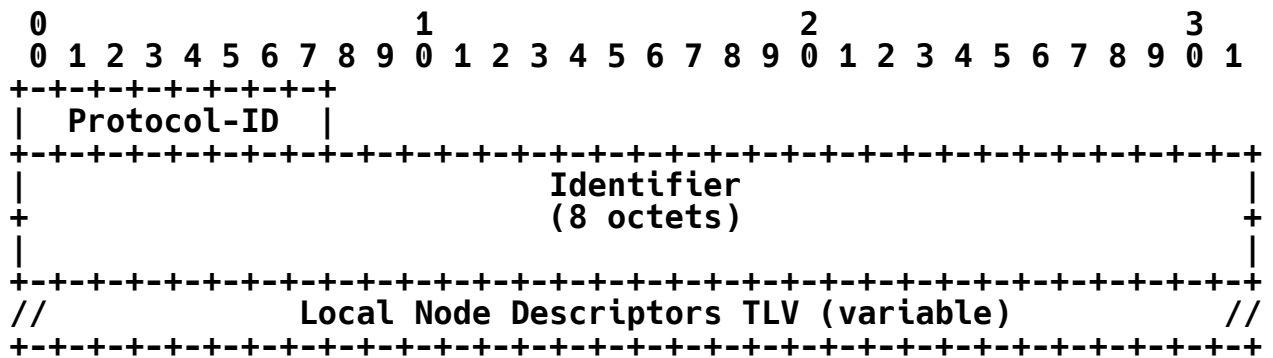 0                   1                   2                   3
 0 1 2 3 4 5 6 7 8 9 0 1 2 3 4 5 6 7 8 9 0 1 2 3 4 5 6 7 8 9 0 1
+-+-+-+-+-+-+-+-+
|  Protocol-ID  |
+-+-+-+-+-+-+-+-+-+-+-+-+-+-+-+-+-+-+-+-+-+-+-+-+-+-+-+-+-+-+-+-+
|                           Identifier                          |
+                           (8 octets)                          +
|                                                               |
+-+-+-+-+-+-+-+-+-+-+-+-+-+-+-+-+-+-+-+-+-+-+-+-+-+-+-+-+-+-+-+-+
//             Local Node Descriptors TLV (variable)           //
+-+-+-+-+-+-+-+-+-+-+-+-+-+-+-+-+-+-+-+-+-+-+-+-+-+-+-+-+-+-+-+-+